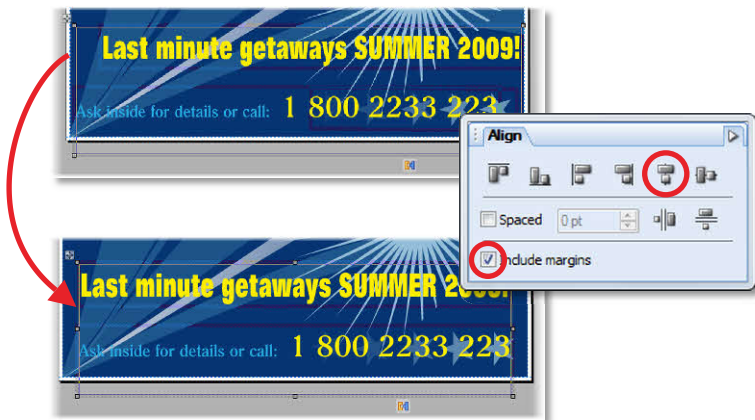 Last minute getaways SUMMER 2009!
Ask inside for details or call: 1 800 2233 223
Align
Spaced 0 pt
Include margins
Last minute getaways SUMMER 2009!
Ask inside for details or call: 1 800 2233 223